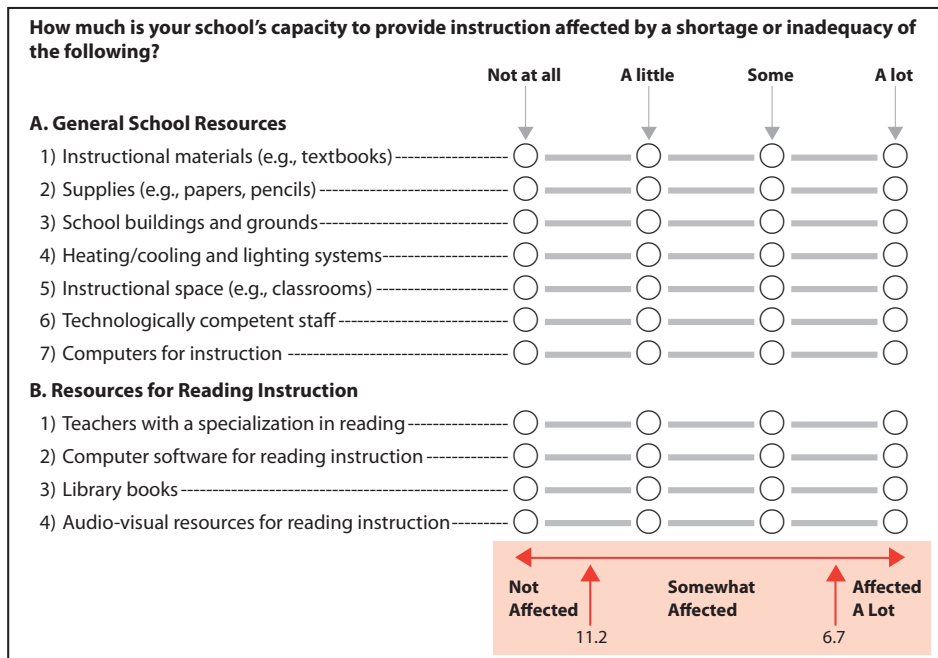 How much is your school’s capacity to provide instruction affected by a shortage or inadequacy of
the following?
Not at all A little Some A lot
A. General School Resources
1) Instructional materials (e.g., textbooks)
2) Supplies (e.g., papers, pencils)
3) School buildings and grounds
4) Heating/cooling and lighting systems
5) Instructional space (e.g., classrooms)
6) Technologically competent staff
7) Computers for instruction
B. Resources for Reading Instruction
1) Teachers with a specialization in reading
2) Computer software for reading instruction
3) Library books
4) Audio-visual resources for reading instruction
Not Somewhat Affected
Affected Affected A Lot
11.2 6.7